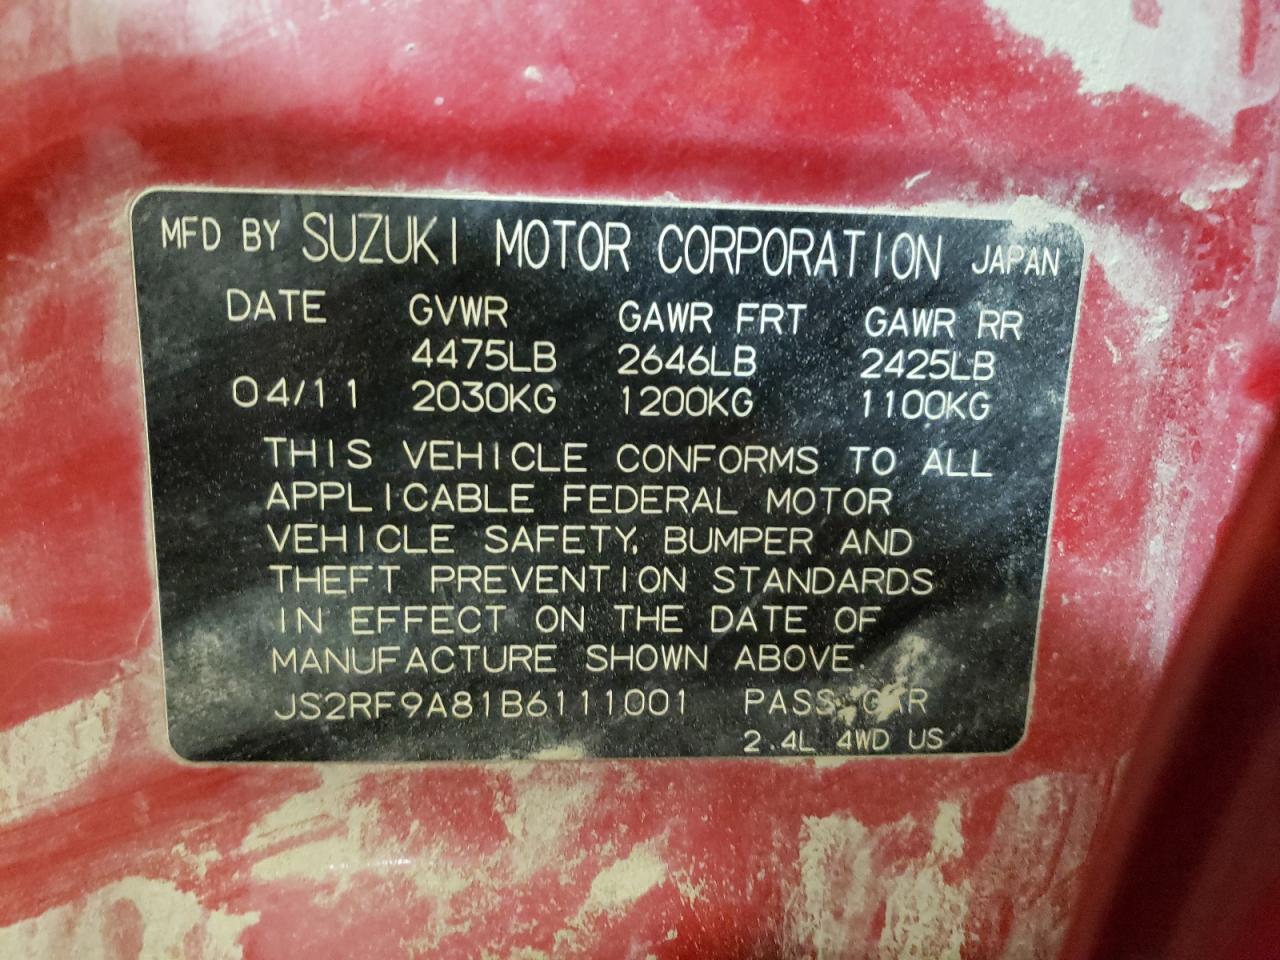 MFD BY SUZUKI MOTOR CORPORATION JAPAN
DATE GVWR GAWR FRT GAWR RR
4475LB 2646LB 2425LB
04/11 2030KG 1200KG 1100KG
THIS VEHICLE CONFORMS TO ALL
APPLICABLE FEDERAL MOTOR
VEHICLE SAFETY, BUMPER AND
THEFT PREVENTION STANDARDS
IN EFFECT ON THE DATE OF
MANUFACTURE SHOWN ABOVE.
JS2RF9A81B6111001 PASS. CAR
2.4L 4WD US